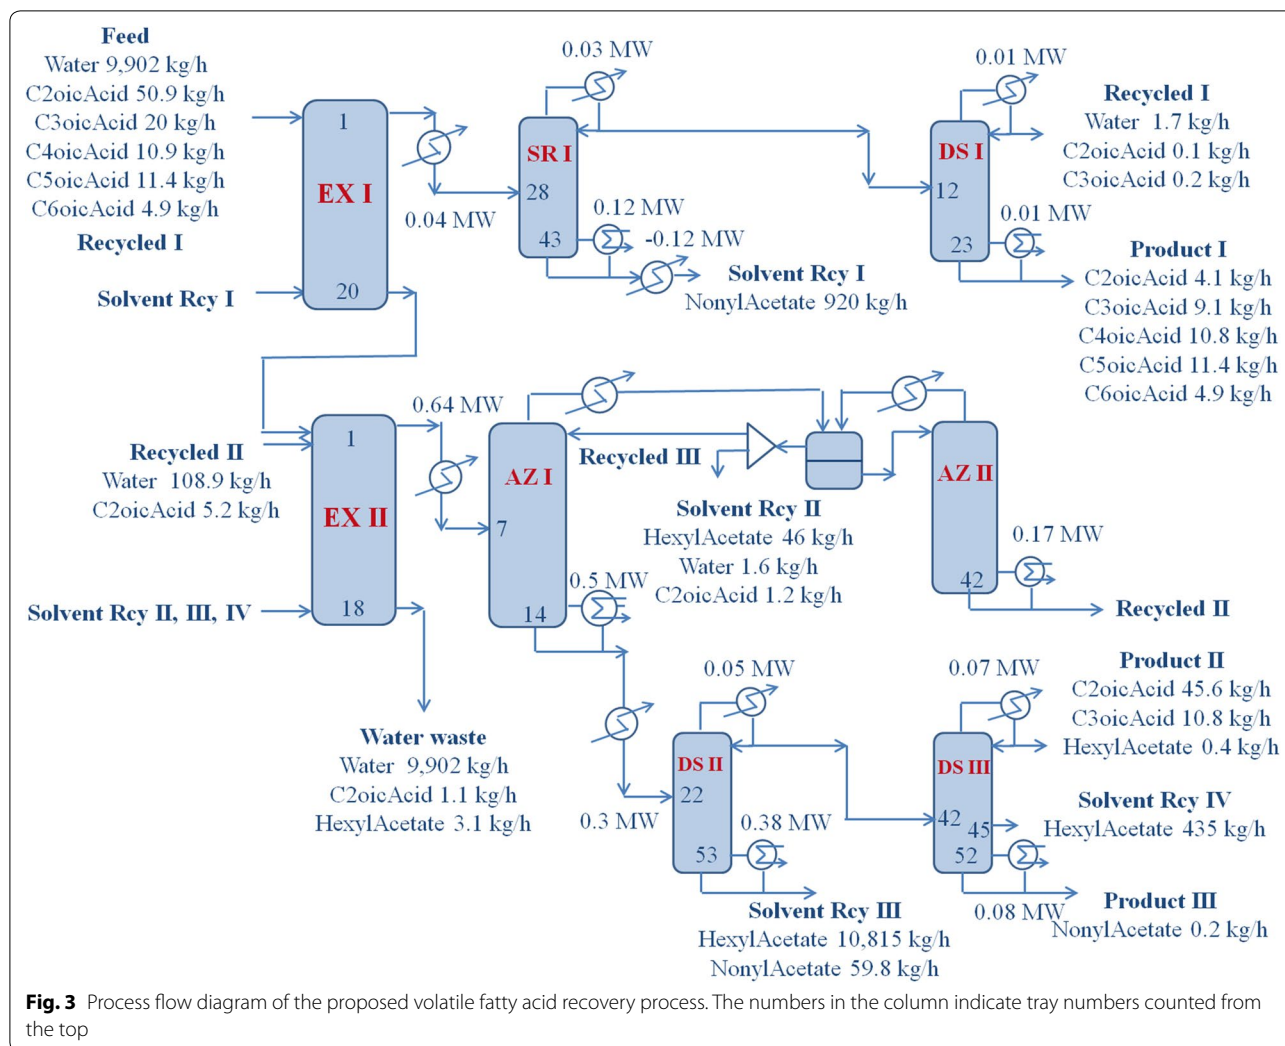 Feed
Water 9,902 kg/h
C2oicAcid 50.9 kg/h
C3oicAcid 20 kg/h
C4oicAcid 10.9 kg/h
C5oicAcid 11.4 kg/h
C6oicAcid 4.9 kg/h
Recycled I
Solvent Rcy I
1
EX I
20
0.04 MW
0.03 MW
SR I
28
43
0.12 MW
-0.12 MW
Solvent Rcy I
NonylAcetate 920 kg/h
0.01 MW
DS I
12
23
0.01 MW
Recycled I
Water 1.7 kg/h
C2oicAcid 0.1 kg/h
C3oicAcid 0.2 kg/h
Product I
C2oicAcid 4.1 kg/h
C3oicAcid 9.1 kg/h
C4oicAcid 10.8 kg/h
C5oicAcid 11.4 kg/h
C6oicAcid 4.9 kg/h
Recycled II
Water 108.9 kg/h
C2oicAcid 5.2 kg/h
Solvent Rcy II, III, IV
1
EX II
18
0.64 MW
AZ I
7
14
0.5 MW
Recycled III
Solvent Rcy II
HexylAcetate 46 kg/h
Water 1.6 kg/h
C2oicAcid 1.2 kg/h
AZ II
42
0.17 MW
Recycled II
Water waste
Water 9,902 kg/h
C2oicAcid 1.1 kg/h
HexylAcetate 3.1 kg/h
0.3 MW
0.05 MW
DS II
22
53
0.38 MW
Solvent Rcy III
HexylAcetate 10,815 kg/h
NonylAcetate 59.8 kg/h
0.07 MW
DS III
42
45
52
0.08 MW
Product II
C2oicAcid 45.6 kg/h
C3oicAcid 10.8 kg/h
HexylAcetate 0.4 kg/h
Solvent Rcy IV
HexylAcetate 435 kg/h
Product III
NonylAcetate 0.2 kg/h
Fig. 3 Process flow diagram of the proposed volatile fatty acid recovery process. The numbers in the column indicate tray numbers counted from
the top